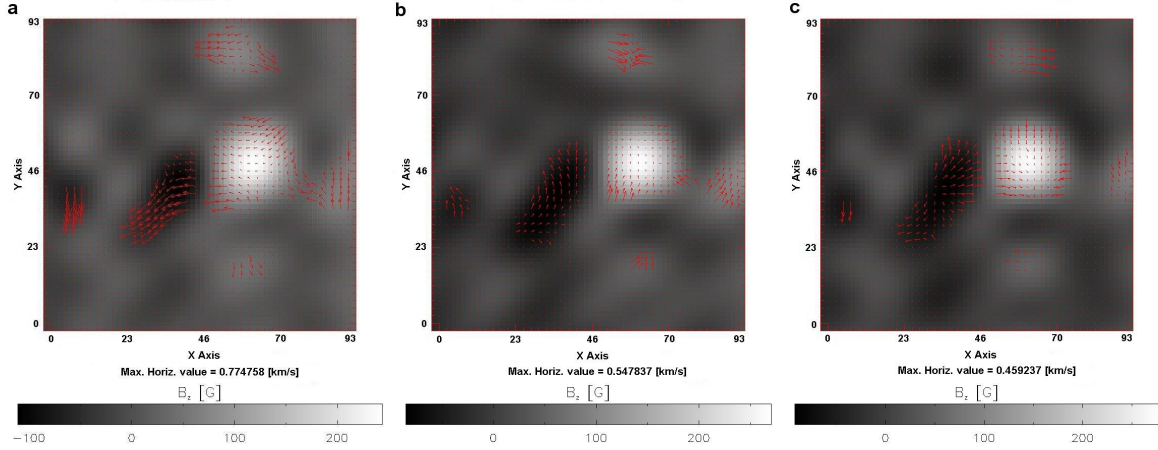 a
93
70
46
23
0
Y Axis
0 23 46 70 93
X Axis
Max. Horiz. value = 0.774758 [km/s]
Bz [G]
−100 0 100 200
b
93
70
46
23
0
Y Axis
0 23 46 70 93
X Axis
Max. Horiz. value = 0.547837 [km/s]
Bz [G]
0 100 200
c
93
70
46
23
0
Y Axis
0 23 46 70 93
X Axis
Max. Horiz. value = 0.459237 [km/s]
Bz [G]
0 100 200